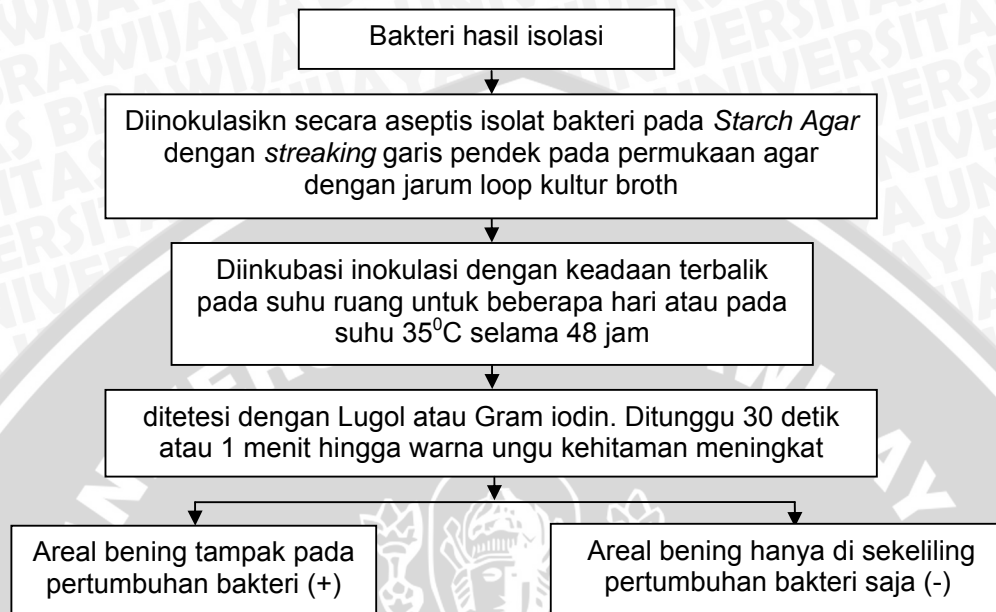 Bakteri hasil isolasi
Diinokulasikn secara aseptis isolat bakteri pada Starch Agar
dengan streaking garis pendek pada permukaan agar
dengan jarum loop kultur broth
Diinkubasi inokulasi dengan keadaan terbalik
pada suhu ruang untuk beberapa hari atau pada
suhu 35⁰C selama 48 jam
ditetesi dengan Lugol atau Gram iodin. Ditunggu 30 detik
atau 1 menit hingga warna ungu kehitaman meningkat
Areal bening tampak pada
pertumbuhan bakteri (+)
Areal bening hanya di sekeliling
pertumbuhan bakteri saja (-)